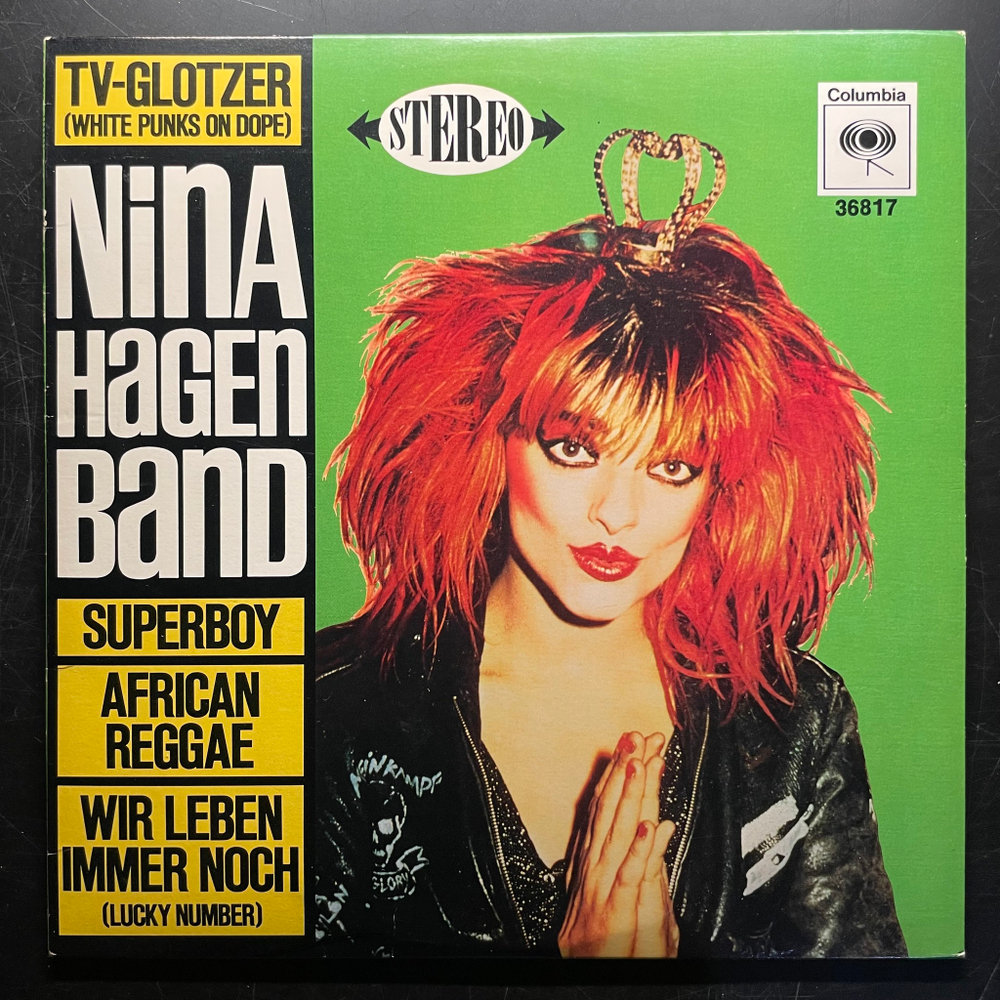 TV-GLOTZER
(WHITE PUNKS ON DOPE)
NINA
HAGEN
BAND
SUPERBOY
AFRICAN
REGGAE
WIR LEBEN
IMMER NOCH
(LUCKY NUMBER)
STEREO
Columbia
36817
GLORY